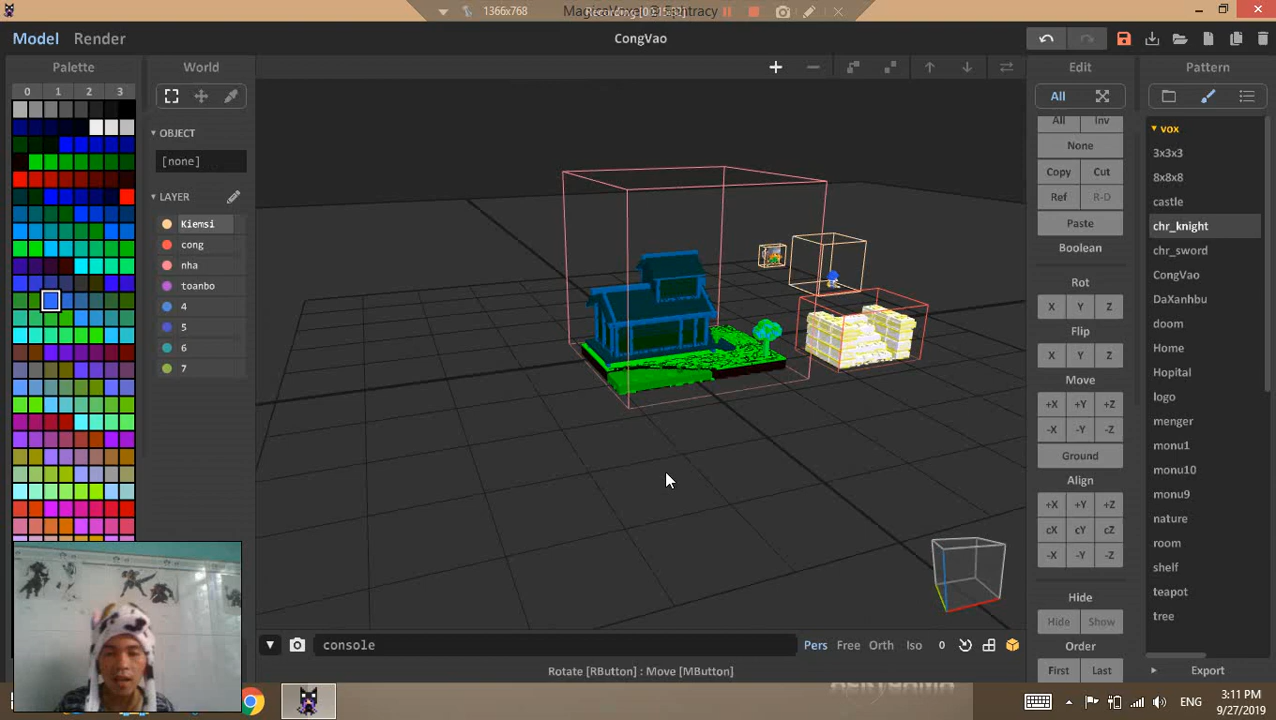 1366x768
MagicaVoxel @ Ephtracy
Model
Render
CongVao
Palette
0 1 2 3
World
OBJECT
[none]
LAYER
Kiemsi
cong
nha
toanbo
4
5
6
7
console
Pers Free Orth Iso 0
Rotate [RButton] : Move [MButton]
Edit
All
All Inv
None
Copy Cut
Ref R-D
Paste
Boolean
Rot
X Y Z
Flip
X Y Z
Move
+X +Y +Z
-X -Y -Z
Ground
Align
+X +Y +Z
cX cY cZ
-X -Y -Z
Hide
Hide Show
Order
First Last
Pattern
vox
3x3x3
8x8x8
castle
chr_knight
chr_sword
CongVao
DaXanhbu
doom
Home
Hopital
logo
menger
monu1
monu10
monu9
nature
room
shelf
teapot
tree
Export
ENG
3:11 PM
9/27/2019